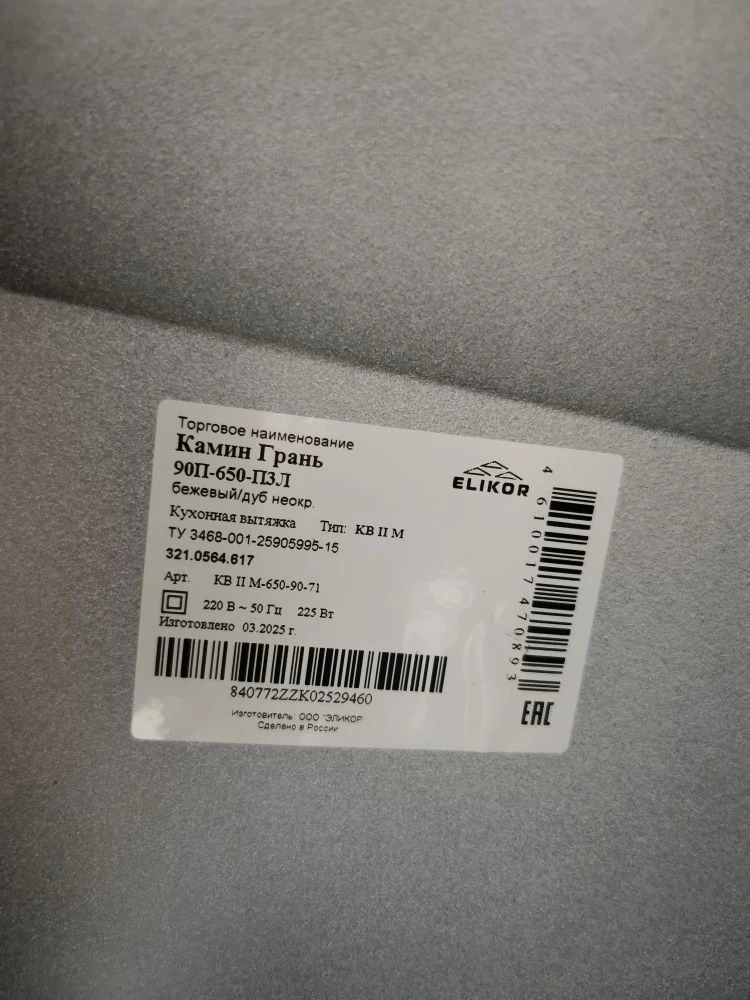 Торговое наименование
Камин Грань
90П-650-П3Л
бежевый/дуб неокр.
Кухонная вытяжка Тип: КВ II М
ТУ 3468-001-25905995-15
321.0564.617
Арт. КВ II М-650-90-71
220 В ~ 50 Гц 225 Вт
Изготовлено 03.2025 г.
840772ZZK02529460
Изготовитель: ООО "ЭЛИКОР
Сделано в России
ELIKOR
4 610017 470893
EAC